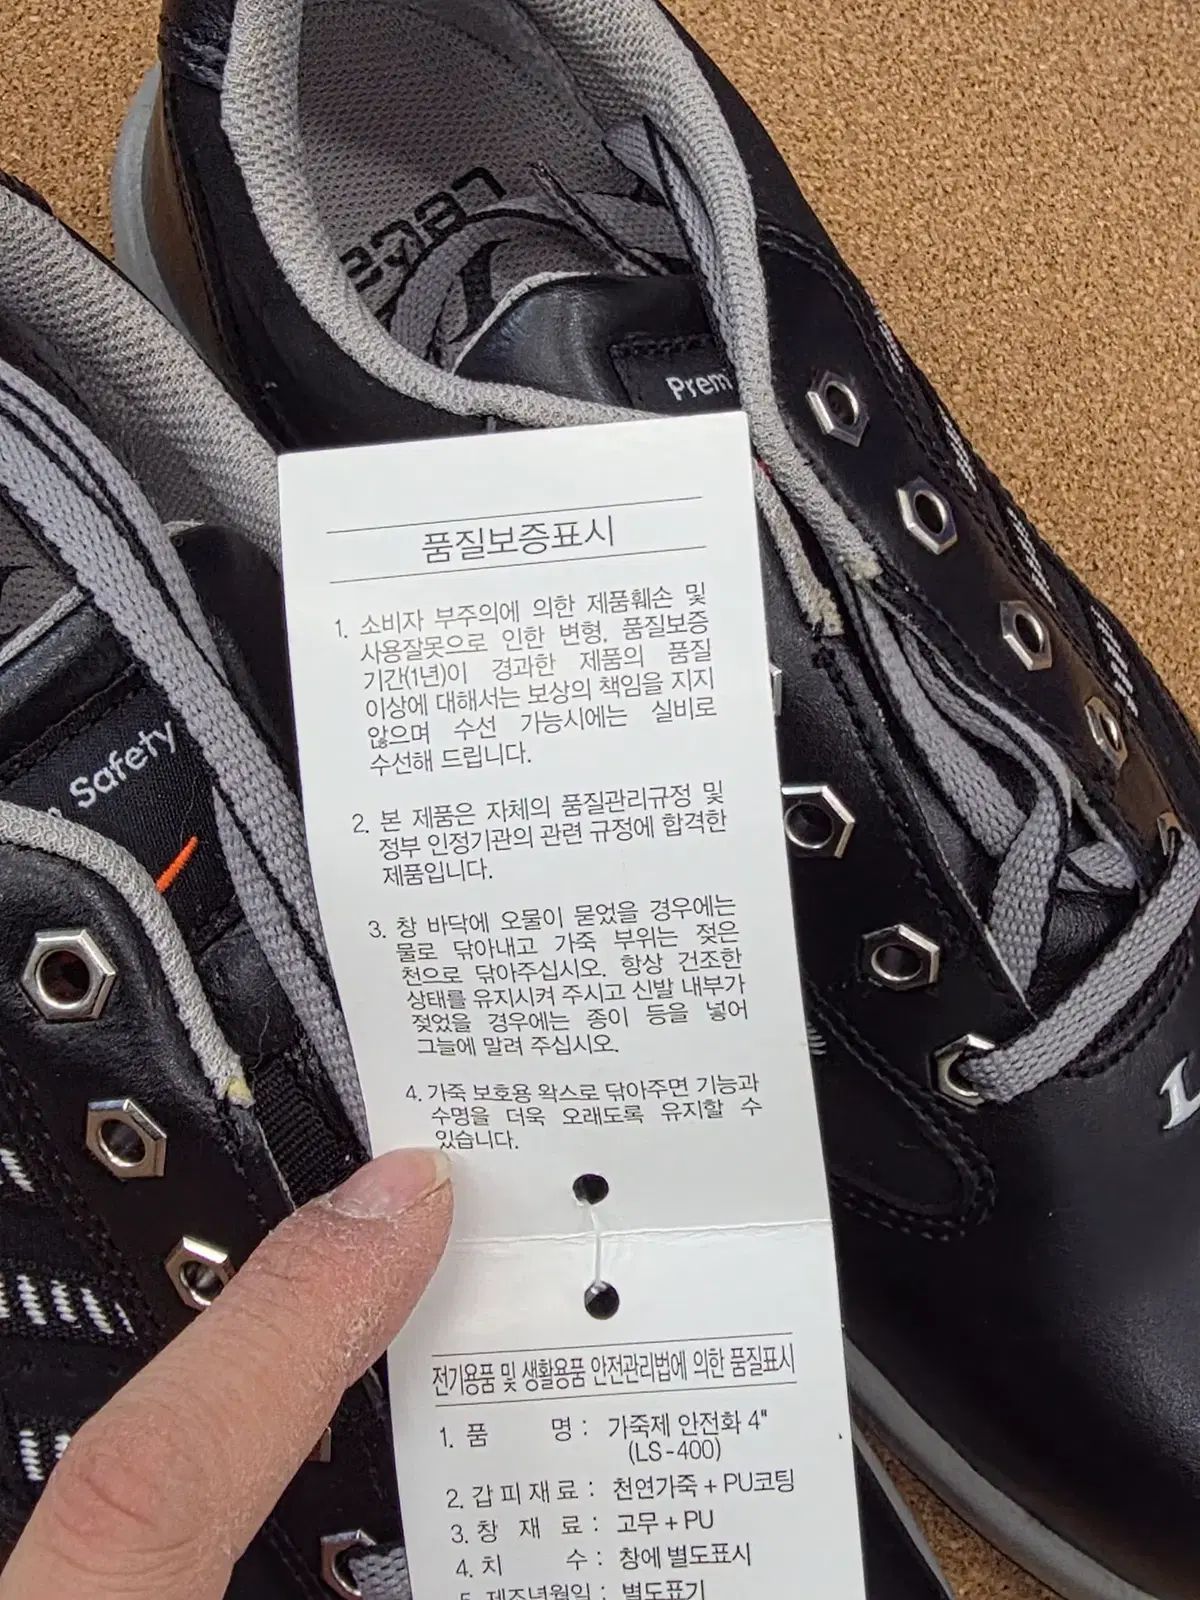 Lecaf
Prem
Safety
품질보증표시
1. 소비자 부주의에 의한 제품훼손 및
사용잘못으로 인한 변형, 품질보증
기간(1년)이 경과한 제품의 품질
이상에 대해서는 보상의 책임을 지지
않으며 수선 가능시에는 실비로
수선해 드립니다.
2. 본 제품은 자체의 품질관리규정 및
정부 인정기관의 관련 규정에 합격한
제품입니다.
3. 창 바닥에 오물이 묻었을 경우에는
물로 닦아내고 가죽 부위는 젖은
천으로 닦아주십시오. 항상 건조한
상태를 유지시켜 주시고 신발 내부가
젖었을 경우에는 종이 등을 넣어
그늘에 말려 주십시오.
4. 가죽 보호용 왁스로 닦아주면 기능과
수명을 더욱 오래도록 유지할 수
있습니다.
전기용품 및 생활용품 안전관리법에 의한 품질표시
1. 품 명 : 가죽제 안전화 4"
(LS-400)
2. 갑피재료 : 천연가죽 + PU코팅
3. 창 재 료 : 고무 + PU
4. 치 수 : 창에 별도표시
5. 제조년월일 : 별도표기